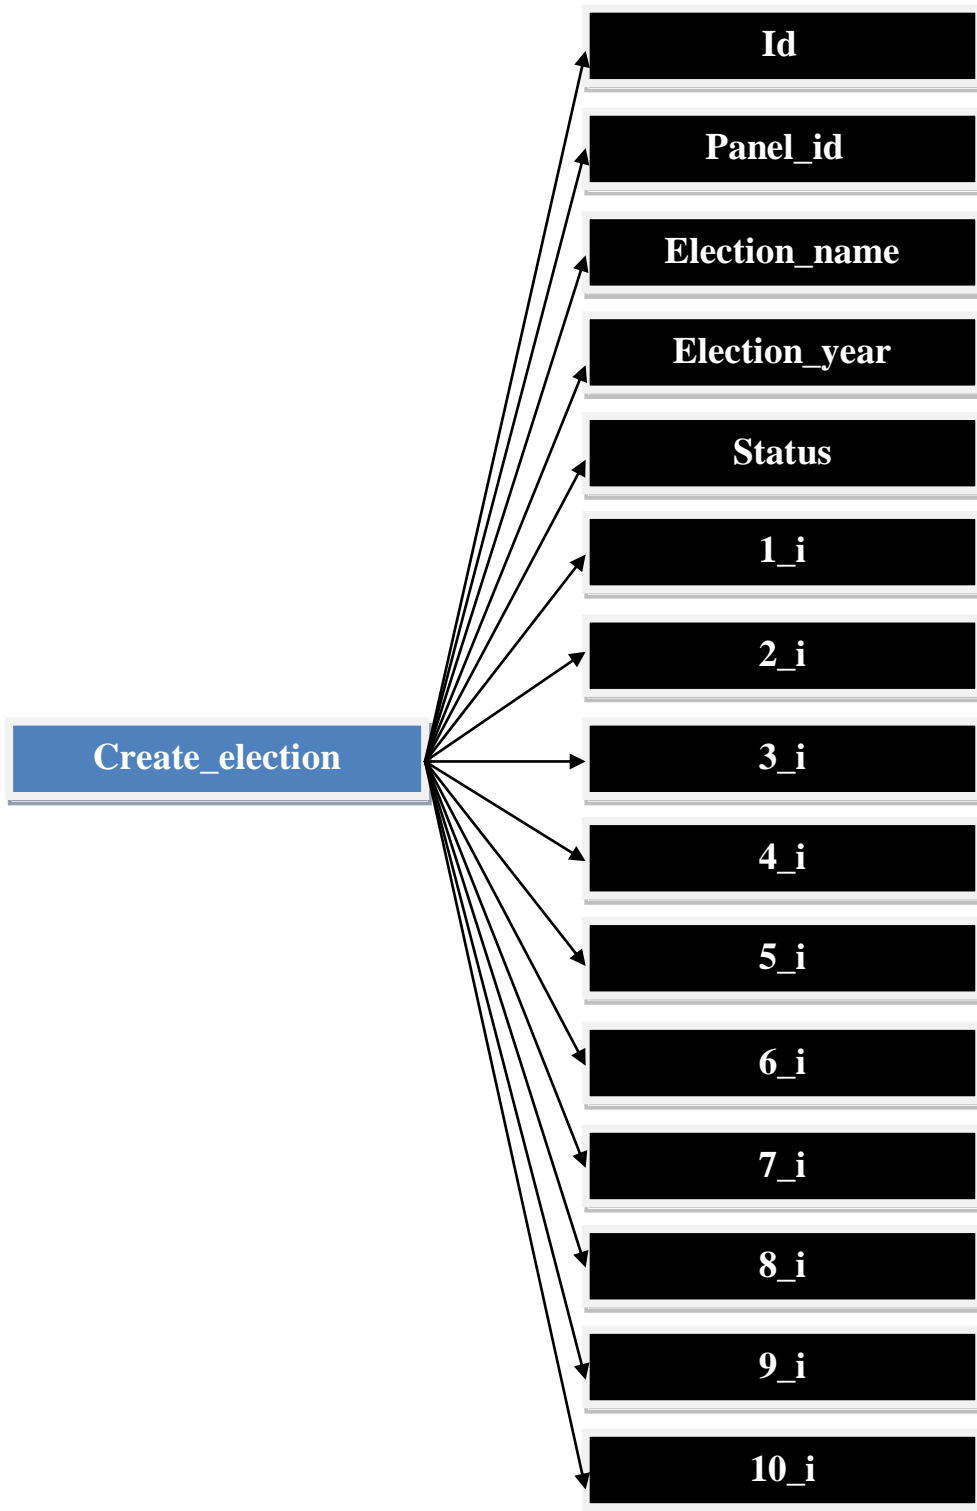 Id
Panel_id
Election_name
Election_year
Status
1_i
2_i
Create_election
3_i
4_i
5_i
6_i
7_i
8_i
9_i
10_i